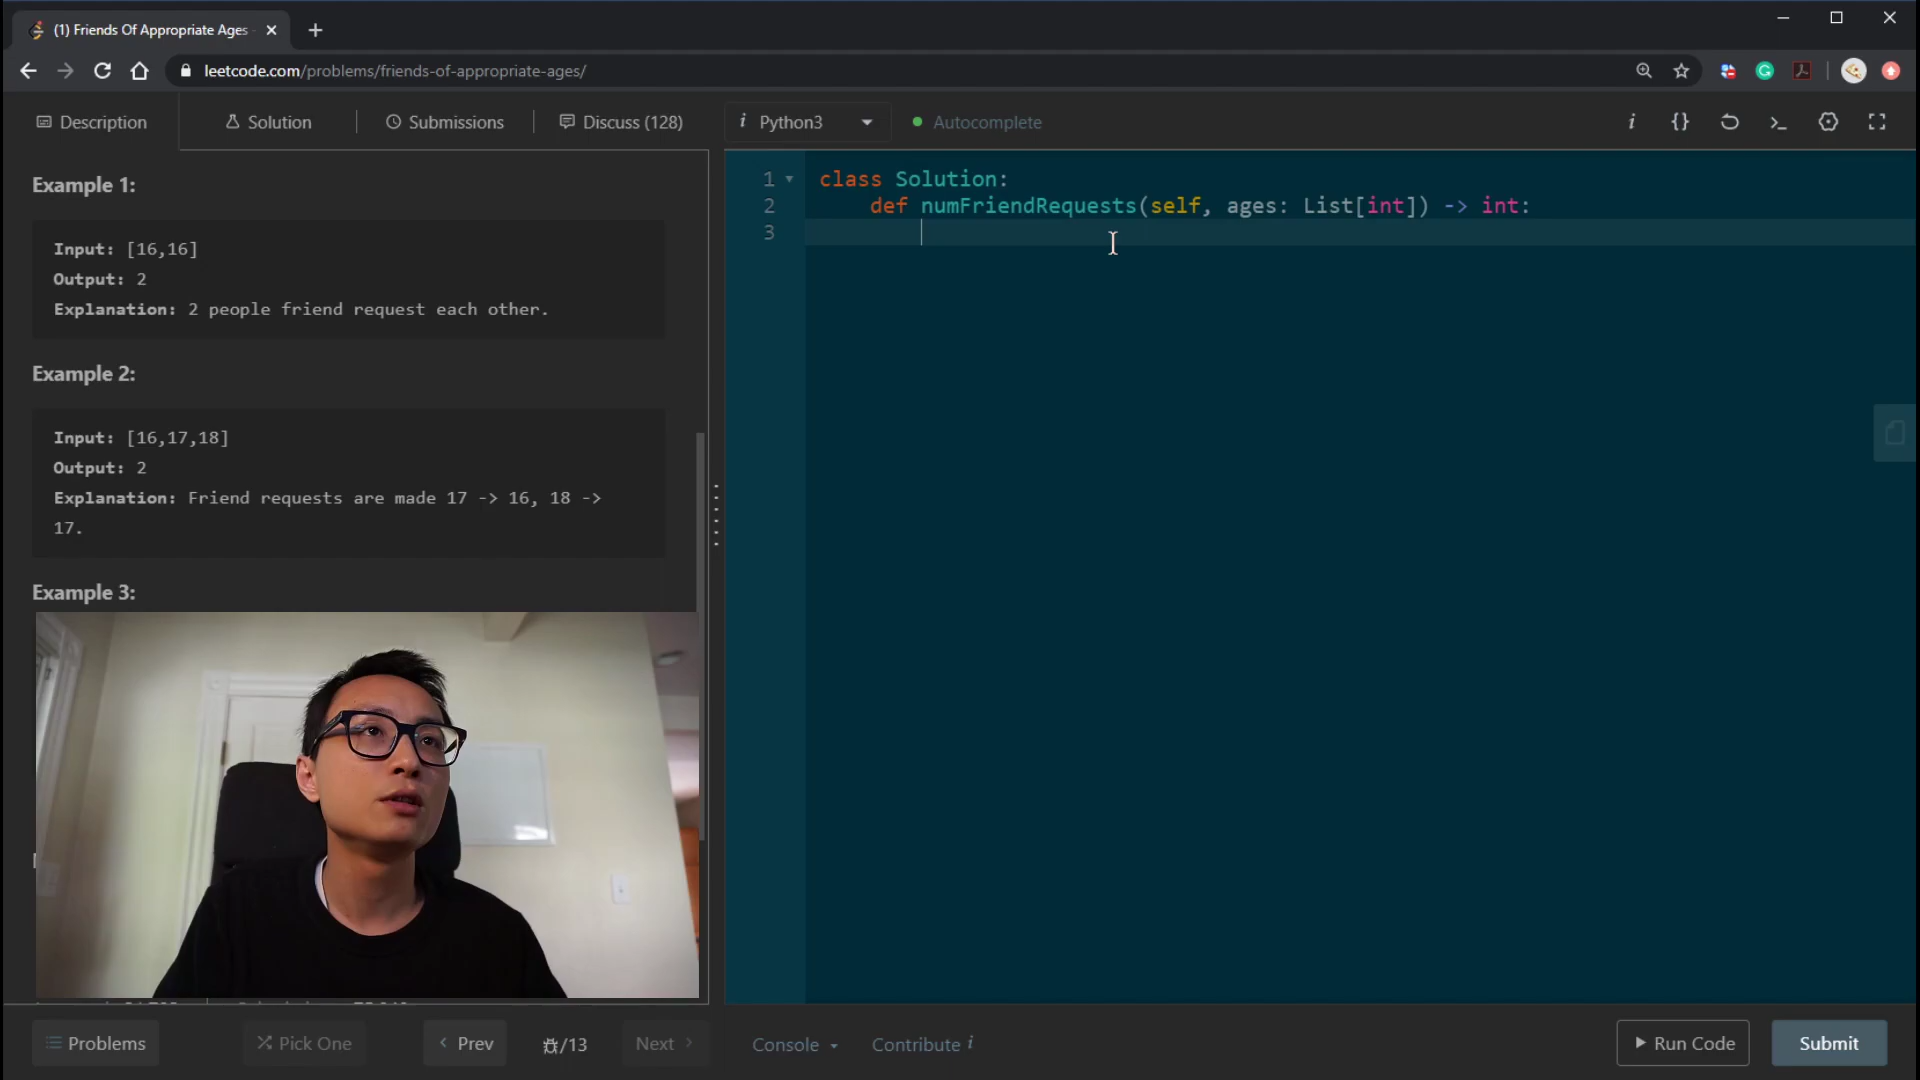 (1) Friends Of Appropriate Ages
leetcode.com/problems/friends-of-appropriate-ages/
Description
Solution
Submissions
Discuss (128)
i Python3
Autocomplete
Example 1:
Input: [16,16]
Output: 2
Explanation: 2 people friend request each other.
Example 2:
Input: [16,17,18]
Output: 2
Explanation: Friend requests are made 17 -> 16, 18 ->
17.
Example 3:
1 class Solution:
2 def numFriendRequests(self, ages: List[int]) -> int:
3
Problems
Pick One
Prev
/13
Next
Console
Contribute i
Run Code
Submit